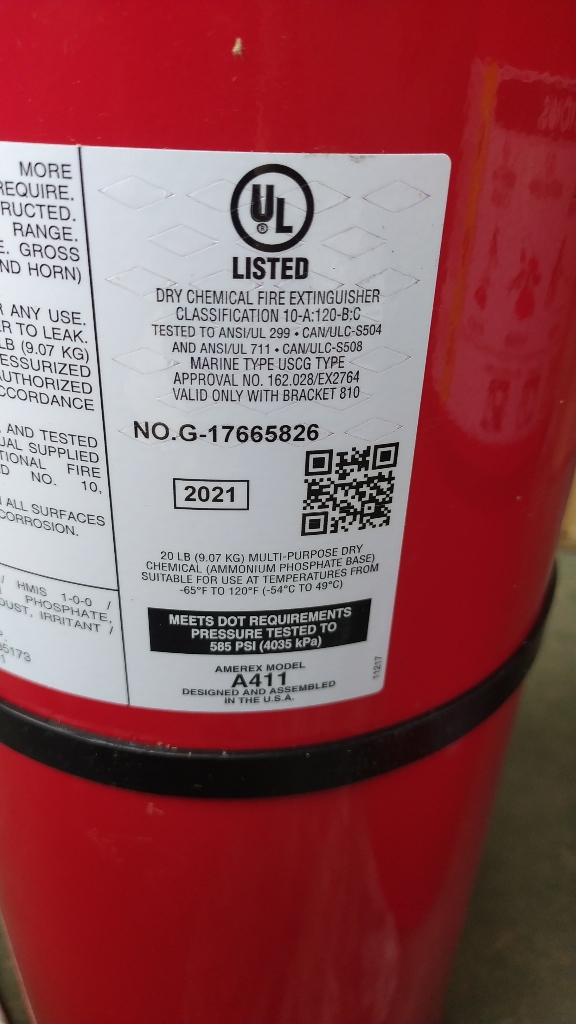 MORE
REQUIRE.
RUCTED.
RANGE.
E. GROSS
ND HORN)
ANY USE.
R TO LEAK.
LB (9.07 KG)
ESSURIZED
AUTHORIZED
CCORDANCE
AND TESTED
UAL SUPPLIED
TIONAL FIRE
D NO. 10,
ALL SURFACES
CORROSION.
/ HMIS 1-0-0 /
PHOSPHATE,
DUST, IRRITANT /
UL
®
LISTED
DRY CHEMICAL FIRE EXTINGUISHER
CLASSIFICATION 10-A:120-B:C
TESTED TO ANSI/UL 299 • CAN/ULC-S504
AND ANSI/UL 711 • CAN/ULC-S508
MARINE TYPE USCG TYPE
APPROVAL NO. 162.028/EX2764
VALID ONLY WITH BRACKET 810
NO.G-17665826
2021
20 LB (9.07 KG) MULTI-PURPOSE DRY
CHEMICAL (AMMONIUM PHOSPHATE BASE)
SUITABLE FOR USE AT TEMPERATURES FROM
-65°F TO 120°F (-54°C TO 49°C)
MEETS DOT REQUIREMENTS
PRESSURE TESTED TO
585 PSI (4035 kPa)
AMEREX MODEL
A411
DESIGNED AND ASSEMBLED
IN THE U.S.A.